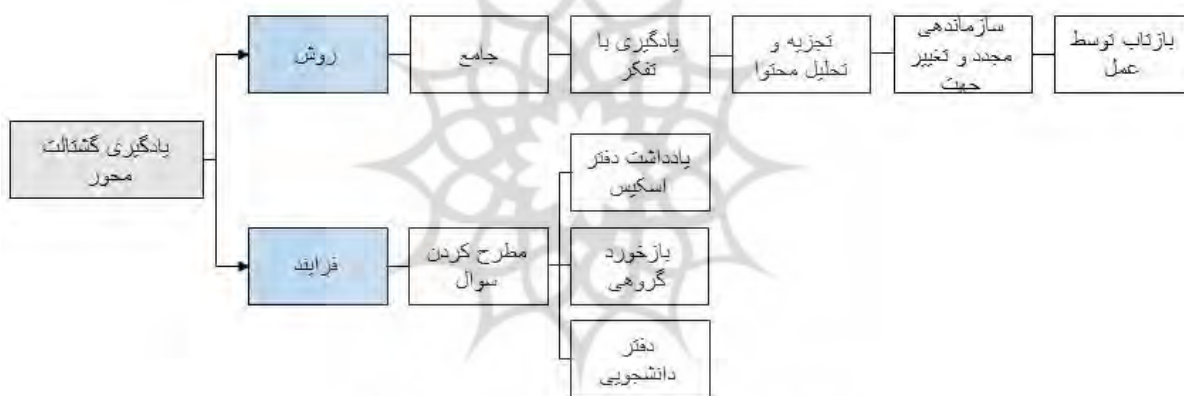 روش
جامع
یادگیری با
تفکر
تجزیه و
تحلیل محتوا
سازماندهی
مجدد و تغییر
جهت
بازتاب توسط
عمل
یادگیری گشتالت
محور
فرایند
مطرح کردن
سوال
یادداشت دفتر
اسکیس
بازخورد
گروهی
دفتر
دانشجویی